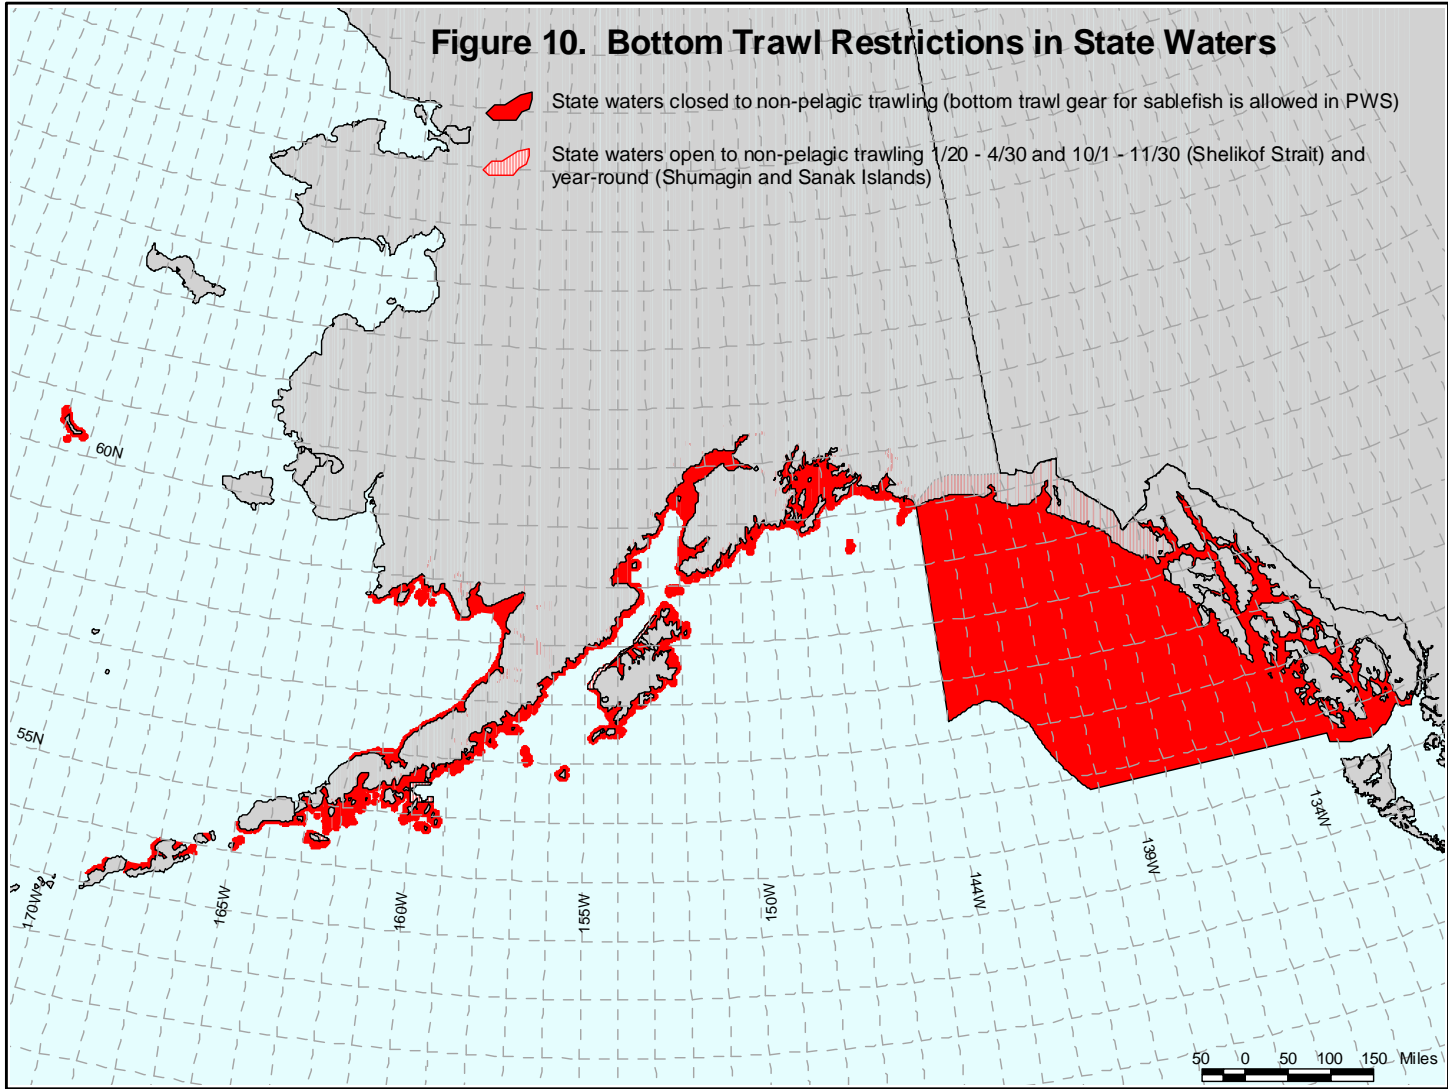 Figure 10.  Bottom Trawl Restrictions in State Waters
State waters closed to non-pelagic trawling (bottom trawl gear for sablefish is allowed in PWS)
State waters open to non-pelagic trawling 1/20 - 4/30 and 10/1 - 11/30 (Shelikof Strait) and
year-round (Shumagin and Sanak Islands)
60N
55N
170W
165W
160W
155W
150W
144W
139W
134W
50 0 50 100 150 Miles